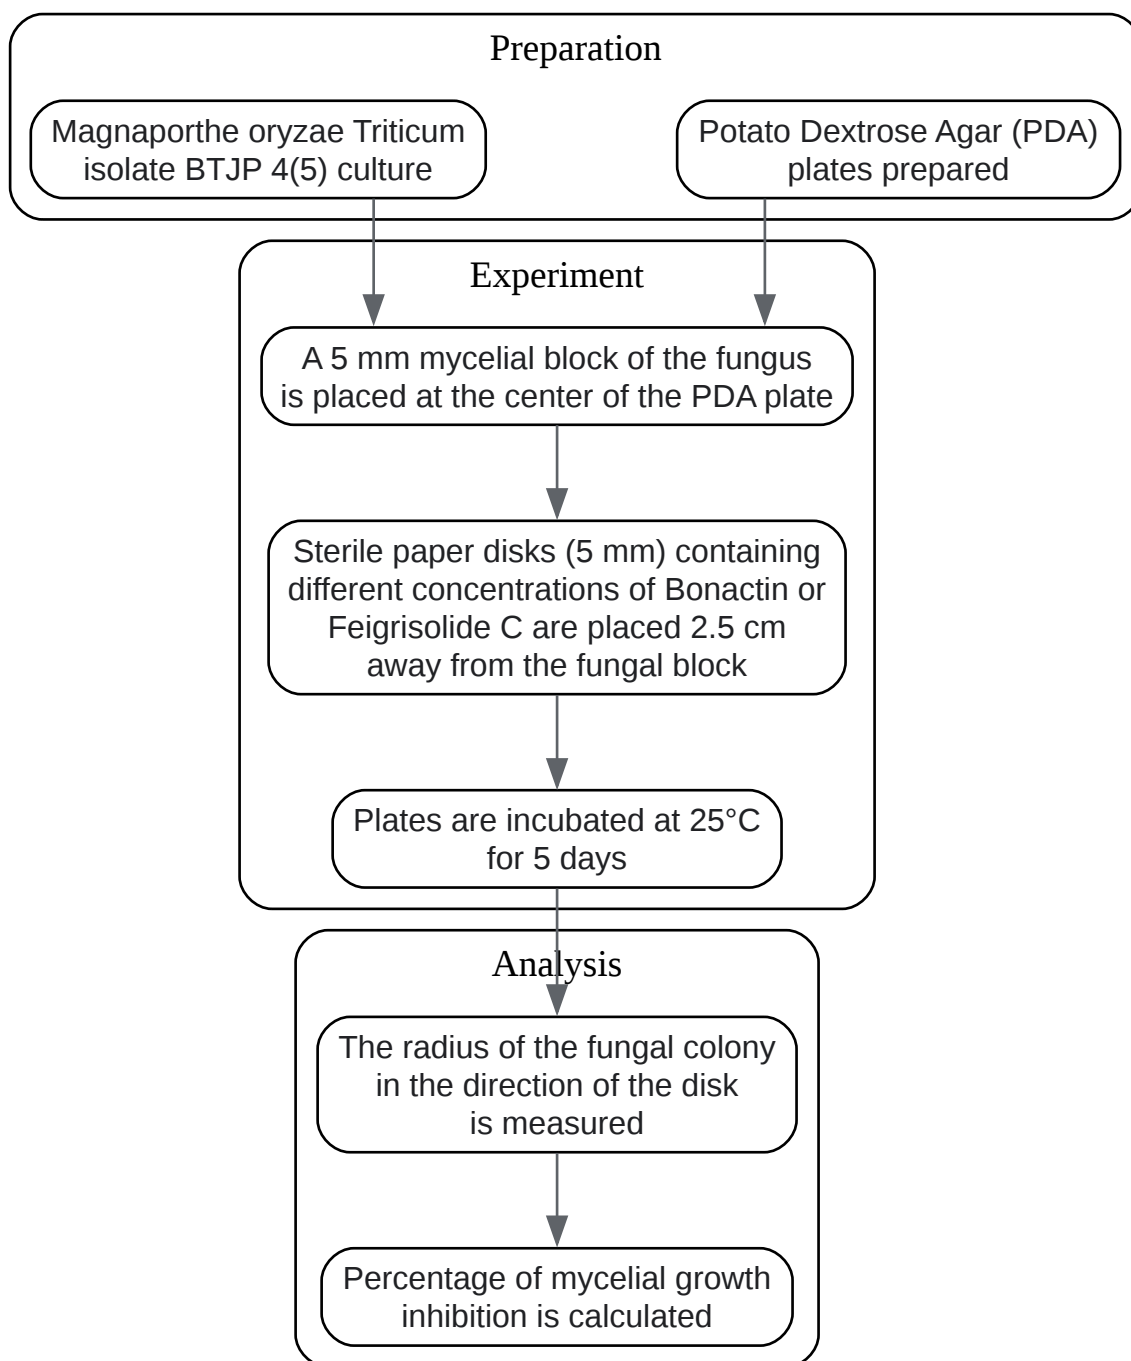 Preparation
Magnaporthe oryzae Triticum
isolate BTJP 4(5) culture
Potato Dextrose Agar (PDA)
plates prepared
Experiment
A 5 mm mycelial block of the fungus
is placed at the center of the PDA plate
Sterile paper disks (5 mm) containing
different concentrations of Bonactin or
Feigrisolide C are placed 2.5 cm
away from the fungal block
Plates are incubated at 25°C
for 5 days
Analysis
The radius of the fungal colony
in the direction of the disk
is measured
Percentage of mycelial growth
inhibition is calculated